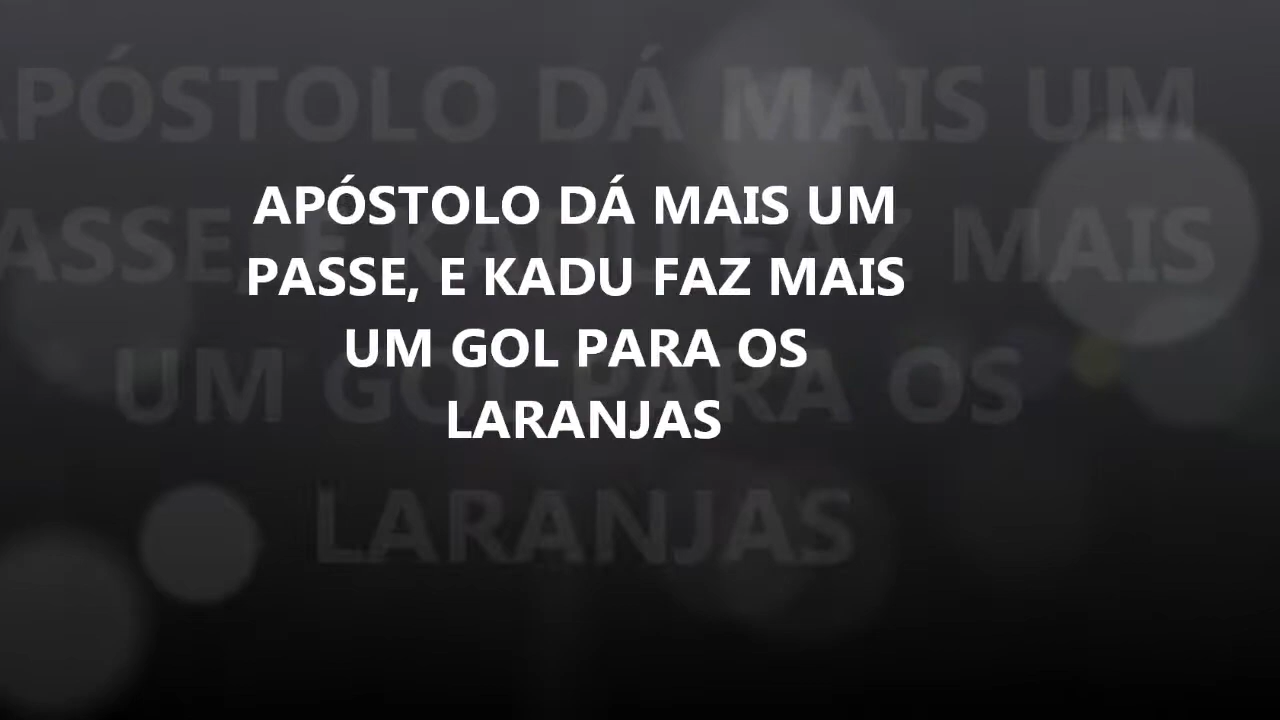 APÓSTOLO DÁ MAIS UM
PASSE, E KADU FAZ MAIS
UM GOL PARA OS
LARANJAS